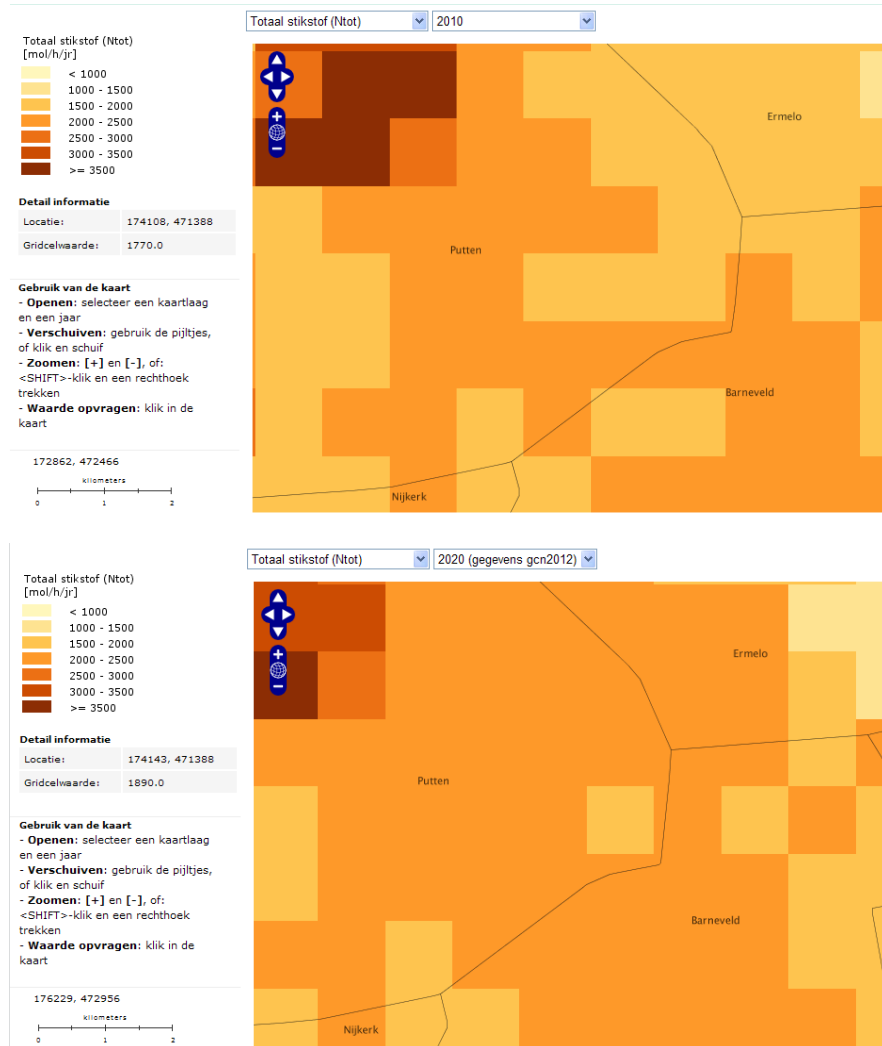 Totaal stikstof (Ntot) 2010
Totaal stikstof (Ntot)
[mol/h/jr]
< 1000
1000 - 1500
1500 - 2000
2000 - 2500
2500 - 3000
3000 - 3500
>= 3500
Detail informatie
Locatie: 174108, 471388
Gridcelwaarde: 1770.0
Gebruik van de kaart
- Openen: selecteer een kaartlaag
en een jaar
- Verschuiven: gebruik de pijltjes,
of klik en schuif
- Zoomen: [+] en [-], of:
<SHIFT>-klik en een rechthoek
trekken
- Waarde opvragen: klik in de
kaart
172862, 472466
kilometers
0 1 2
Ermelo
Putten
Barneveld
Nijkerk
Totaal stikstof (Ntot) 2020 (gegevens gcn2012)
Totaal stikstof (Ntot)
[mol/h/jr]
< 1000
1000 - 1500
1500 - 2000
2000 - 2500
2500 - 3000
3000 - 3500
>= 3500
Detail informatie
Locatie: 174143, 471388
Gridcelwaarde: 1890.0
Gebruik van de kaart
- Openen: selecteer een kaartlaag
en een jaar
- Verschuiven: gebruik de pijltjes,
of klik en schuif
- Zoomen: [+] en [-], of:
<SHIFT>-klik en een rechthoek
trekken
- Waarde opvragen: klik in de
kaart
176229, 472956
kilometers
0 1 2
Ermelo
Putten
Barneveld
Nijkerk